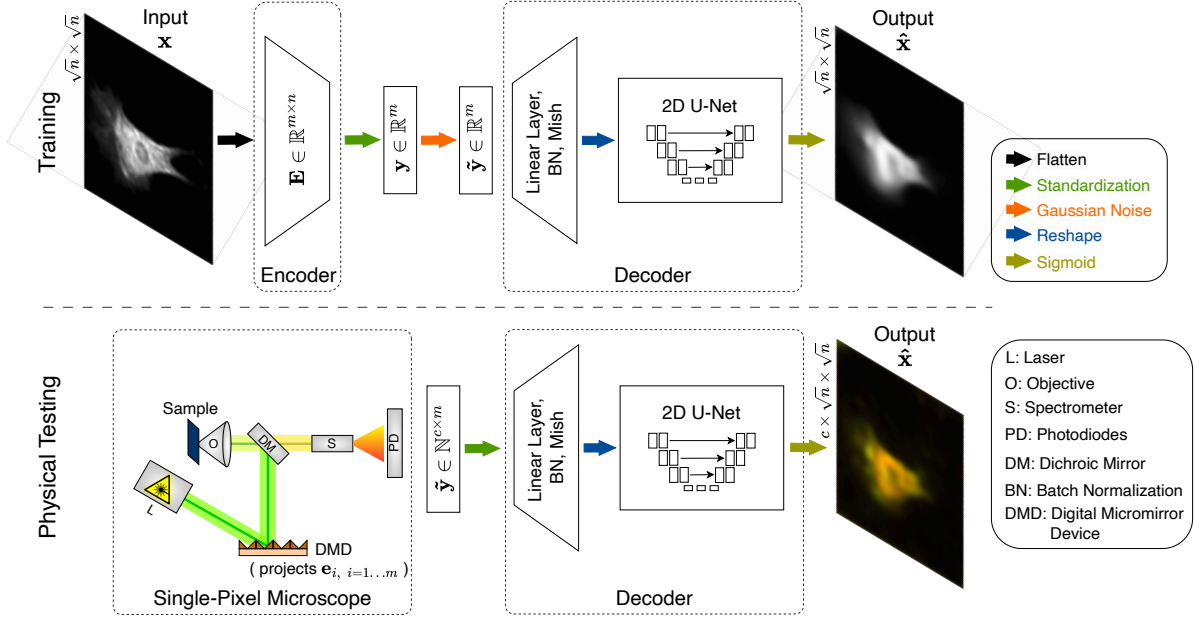 Training
Input
𝐱
√n × √n
𝐄 ∈ ℝ^{m×n}
Encoder
𝐲 ∈ ℝ^m
𝐲̃ ∈ ℝ^m
Linear Layer,
BN, Mish
2D U-Net
Decoder
Output
𝐱̂
√n × √n
Flatten
Standardization
Gaussian Noise
Reshape
Sigmoid
Physical Testing
Sample
O
DM
S
PD
L
DMD
( projects 𝐞_{i, i=1…m} )
Single-Pixel Microscope
𝐲̃ ∈ ℕ^{c×m}
Linear Layer,
BN, Mish
2D U-Net
Decoder
Output
𝐱̂
c × √n × √n
L: Laser
O: Objective
S: Spectrometer
PD: Photodiodes
DM: Dichroic Mirror
BN: Batch Normalization
DMD: Digital Micromirror
Device